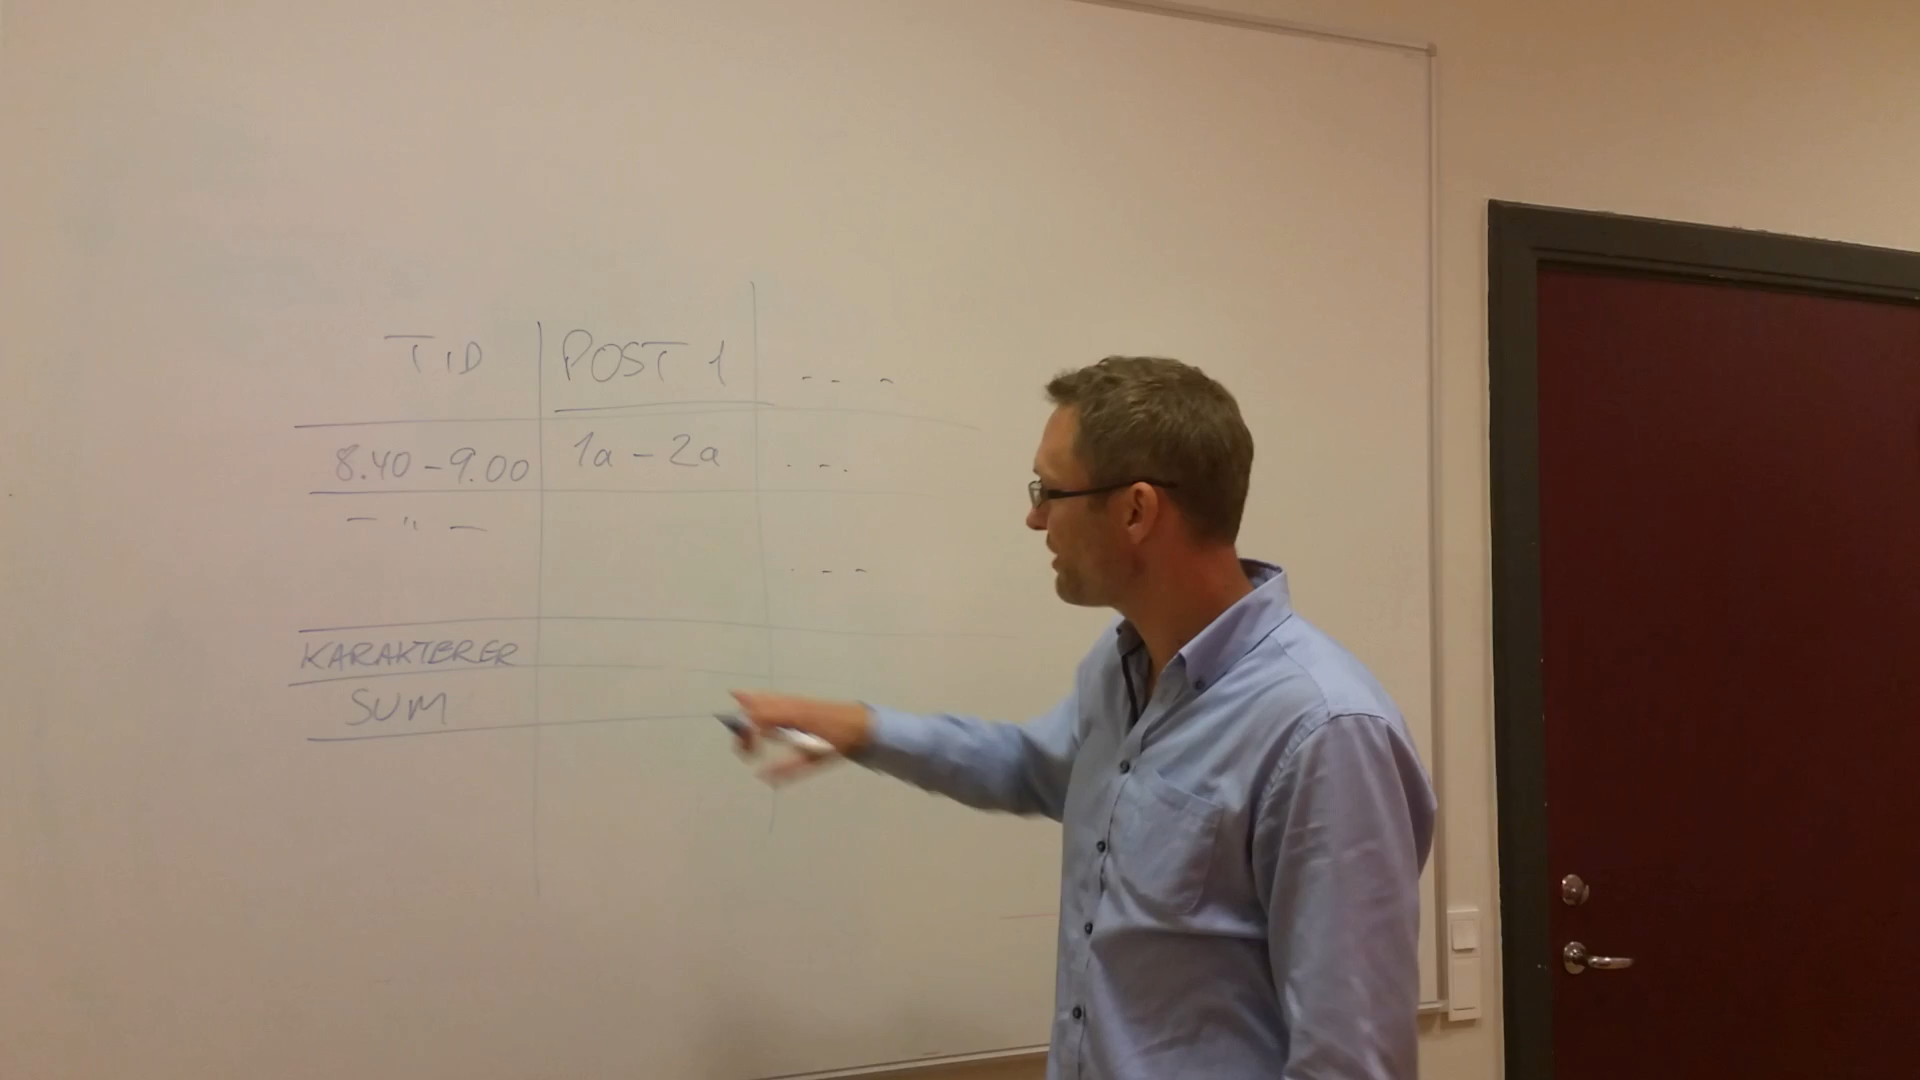 TID POST 1 - - -
8.40-9.00 1a-2a - - -
— " —
- - -
KARAKTERER
SUM